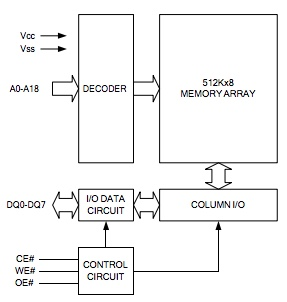 Vcc
Vss
A0-A18
DECODER
512Kx8
MEMORY ARRAY
DQ0-DQ7
I/O DATA
CIRCUIT
COLUMN I/O
CE#
WE#
OE#
CONTROL
CIRCUIT